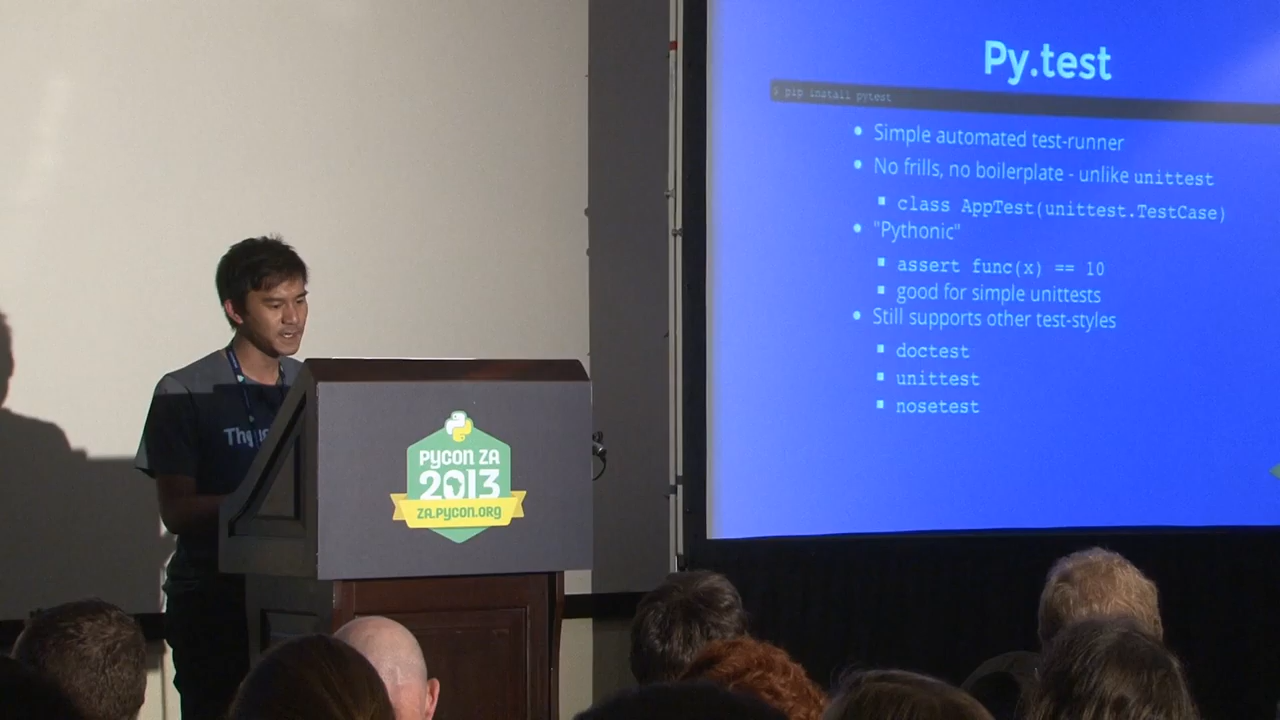 Py.test
$ pip install pytest
Simple automated test-runner
No frills, no boilerplate - unlike unittest
class AppTest(unittest.TestCase)
"Pythonic"
assert func(x) == 10
good for simple unittests
Still supports other test-styles
doctest
unittest
nosetest
PYCON ZA
2013
ZA.PYCON.ORG